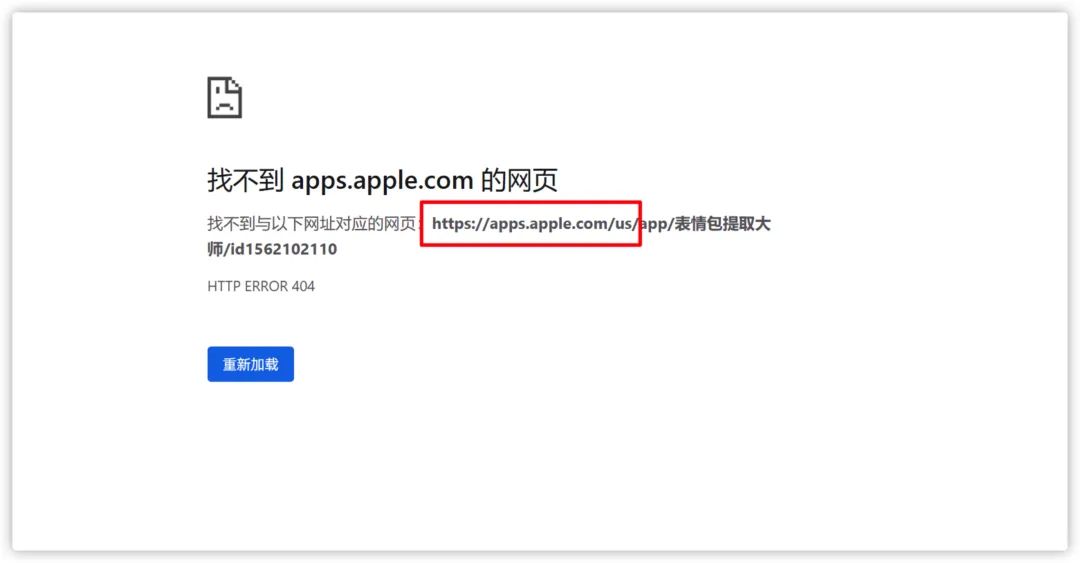 找不到 apps.apple.com 的网页
找不到与以下网址对应的网页：https://apps.apple.com/us/app/表情包提取大
师/id1562102110
HTTP ERROR 404
重新加载